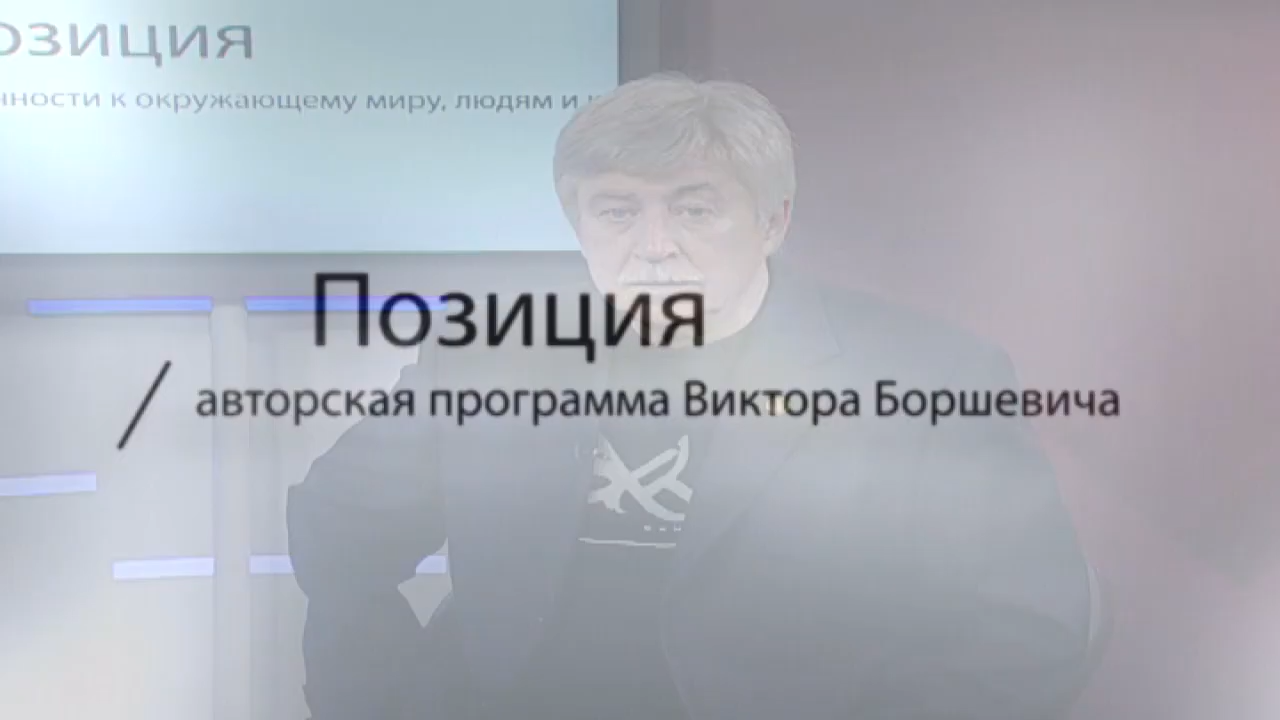 озиция
ности к окружающему миру, людям и
Позиция
авторская программа Виктора Боршевича